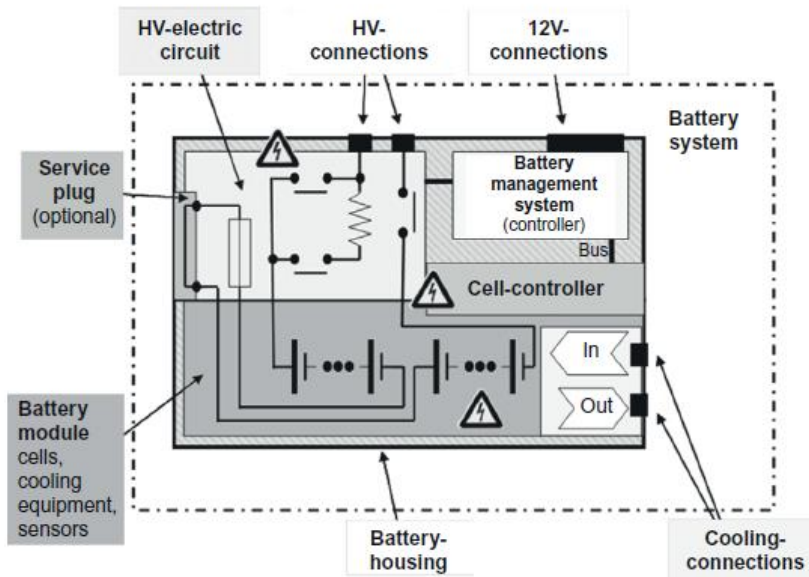 HV-electric
circuit
HV-
connections
12V-
connections
Battery
system
Service
plug
(optional)
Battery
management
system
(controller)
Bus
Cell-controller
In
Out
Battery
module
cells,
cooling
equipment,
sensors
Battery-
housing
Cooling-
connections